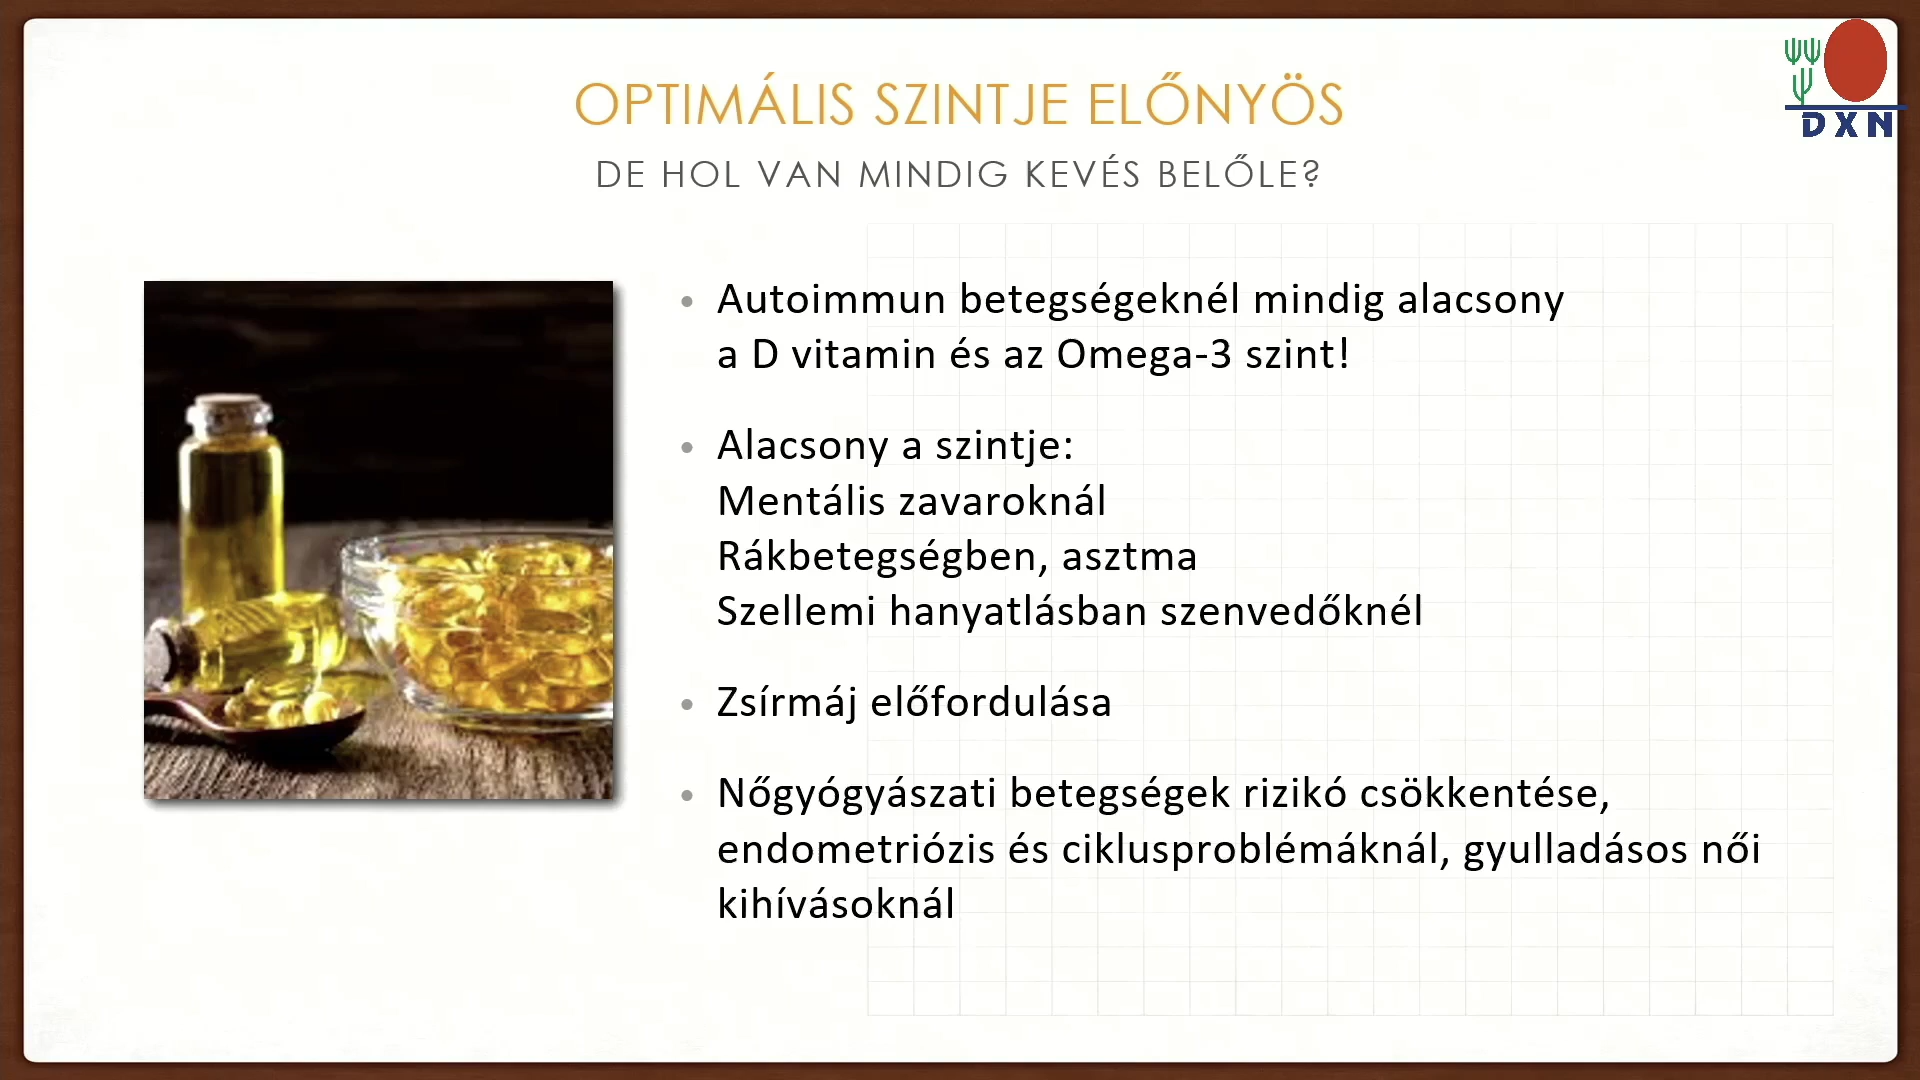 OPTIMÁLIS SZINTJE ELŐNYÖS
DE HOL VAN MINDIG KEVÉS BELŐLE?
DXN
• Autoimmun betegségeknél mindig alacsony
a D vitamin és az Omega-3 szint!
• Alacsony a szintje:
Mentális zavaroknál
Rákbetegségben, asztma
Szellemi hanyatlásban szenvedőknél
• Zsírmáj előfordulása
• Nőgyógyászati betegségek rizikó csökkentése,
endometriózis és ciklusproblémáknál, gyulladásos női
kihívásoknál